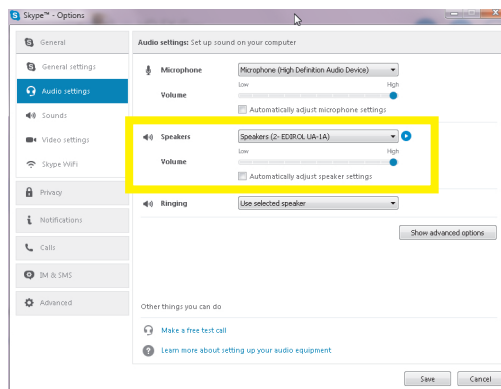 Skype™ - Options
General
General settings
Audio settings
Sounds
Video settings
Skype WiFi
Privacy
Notifications
Calls
IM & SMS
Advanced
Audio settings: Set up sound on your computer
Microphone
Microphone (High Definition Audio Device)
Low High
Volume
Automatically adjust microphone settings
Speakers
Speakers (2- EDIROL UA-1A)
Low High
Volume
Automatically adjust speaker settings
Ringing
Use selected speaker
Show advanced options
Other things you can do
Make a free test call
Learn more about setting up your audio equipment
Save Cancel